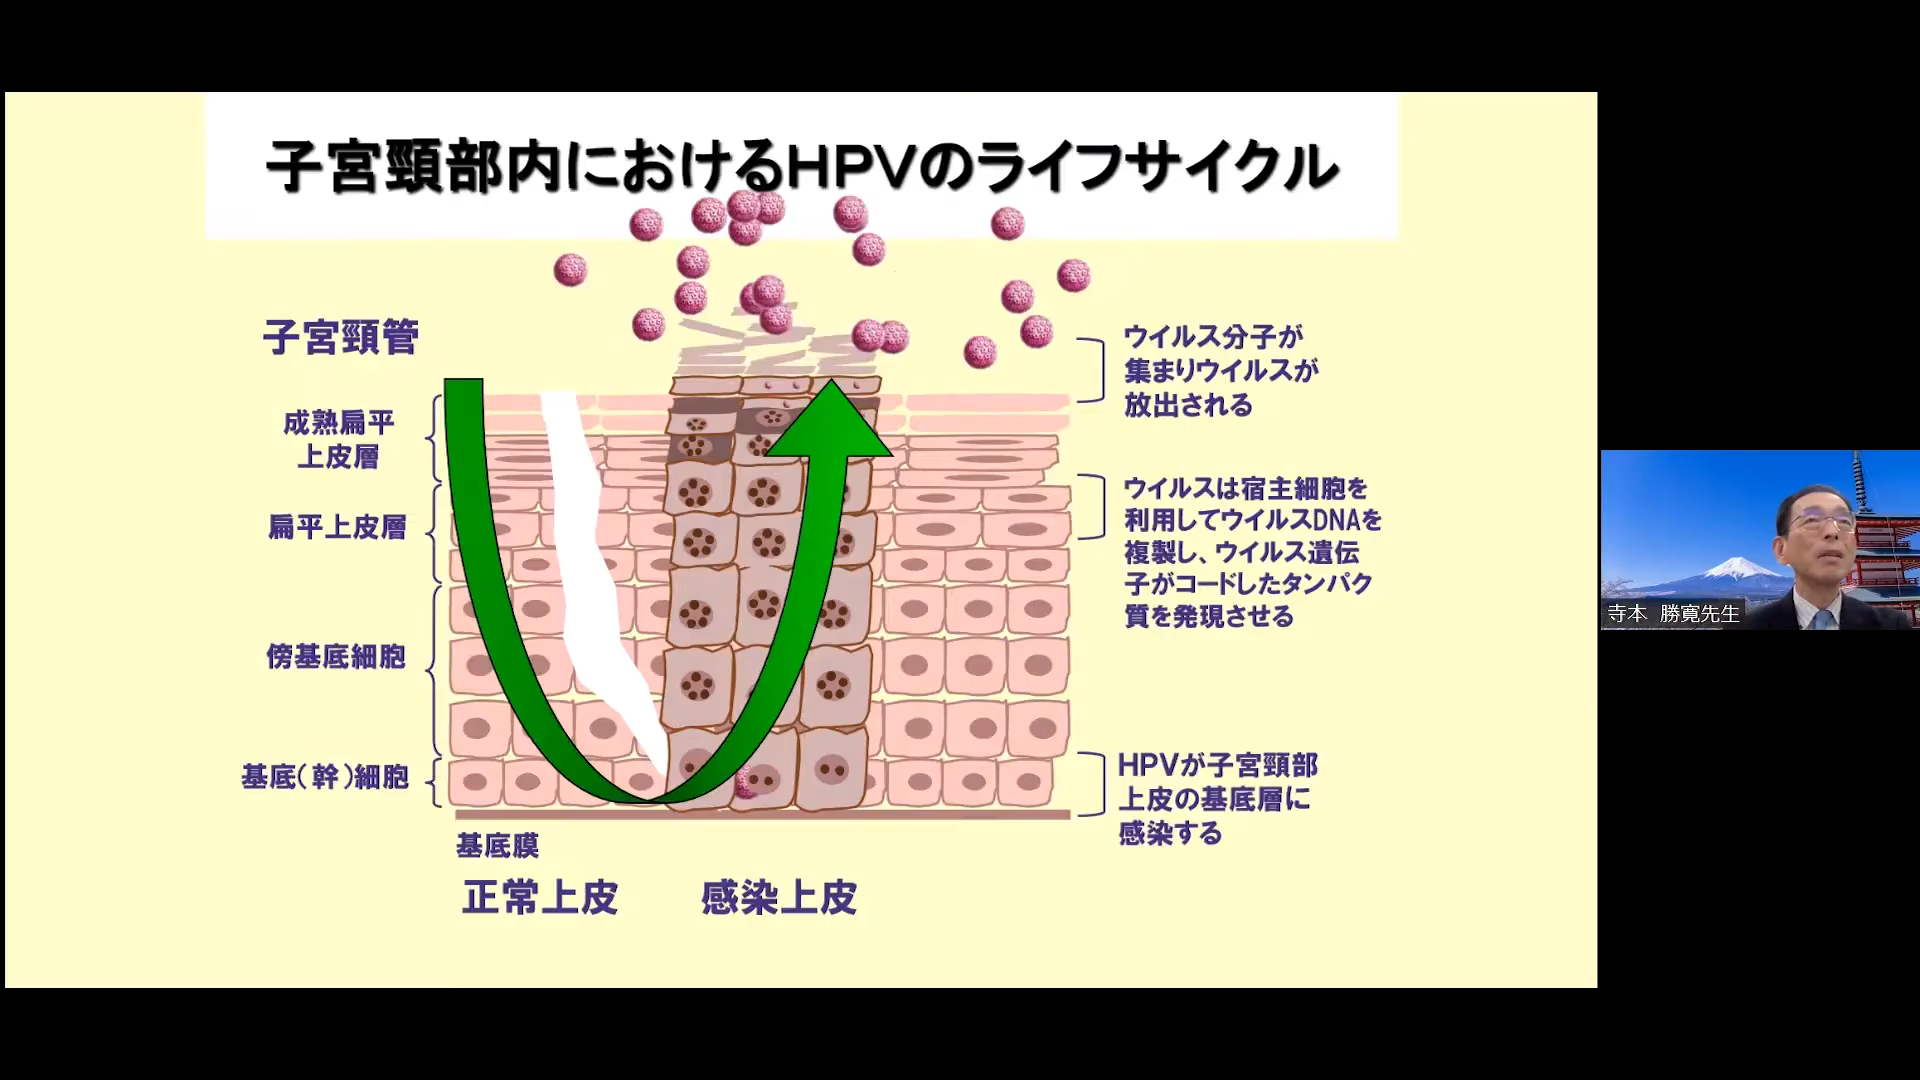 子宮頸部内におけるHPVのライフサイクル
子宮頸管
成熟扁平
上皮層
扁平上皮層
傍基底細胞
基底(幹)細胞
基底膜
正常上皮
感染上皮
ウイルス分子が
集まりウイルスが
放出される
ウイルスは宿主細胞を
利用してウイルスDNAを
複製し、ウイルス遺伝
子がコードしたタンパク
質を発現させる
HPVが子宮頸部
上皮の基底層に
感染する
寺本 勝寛先生